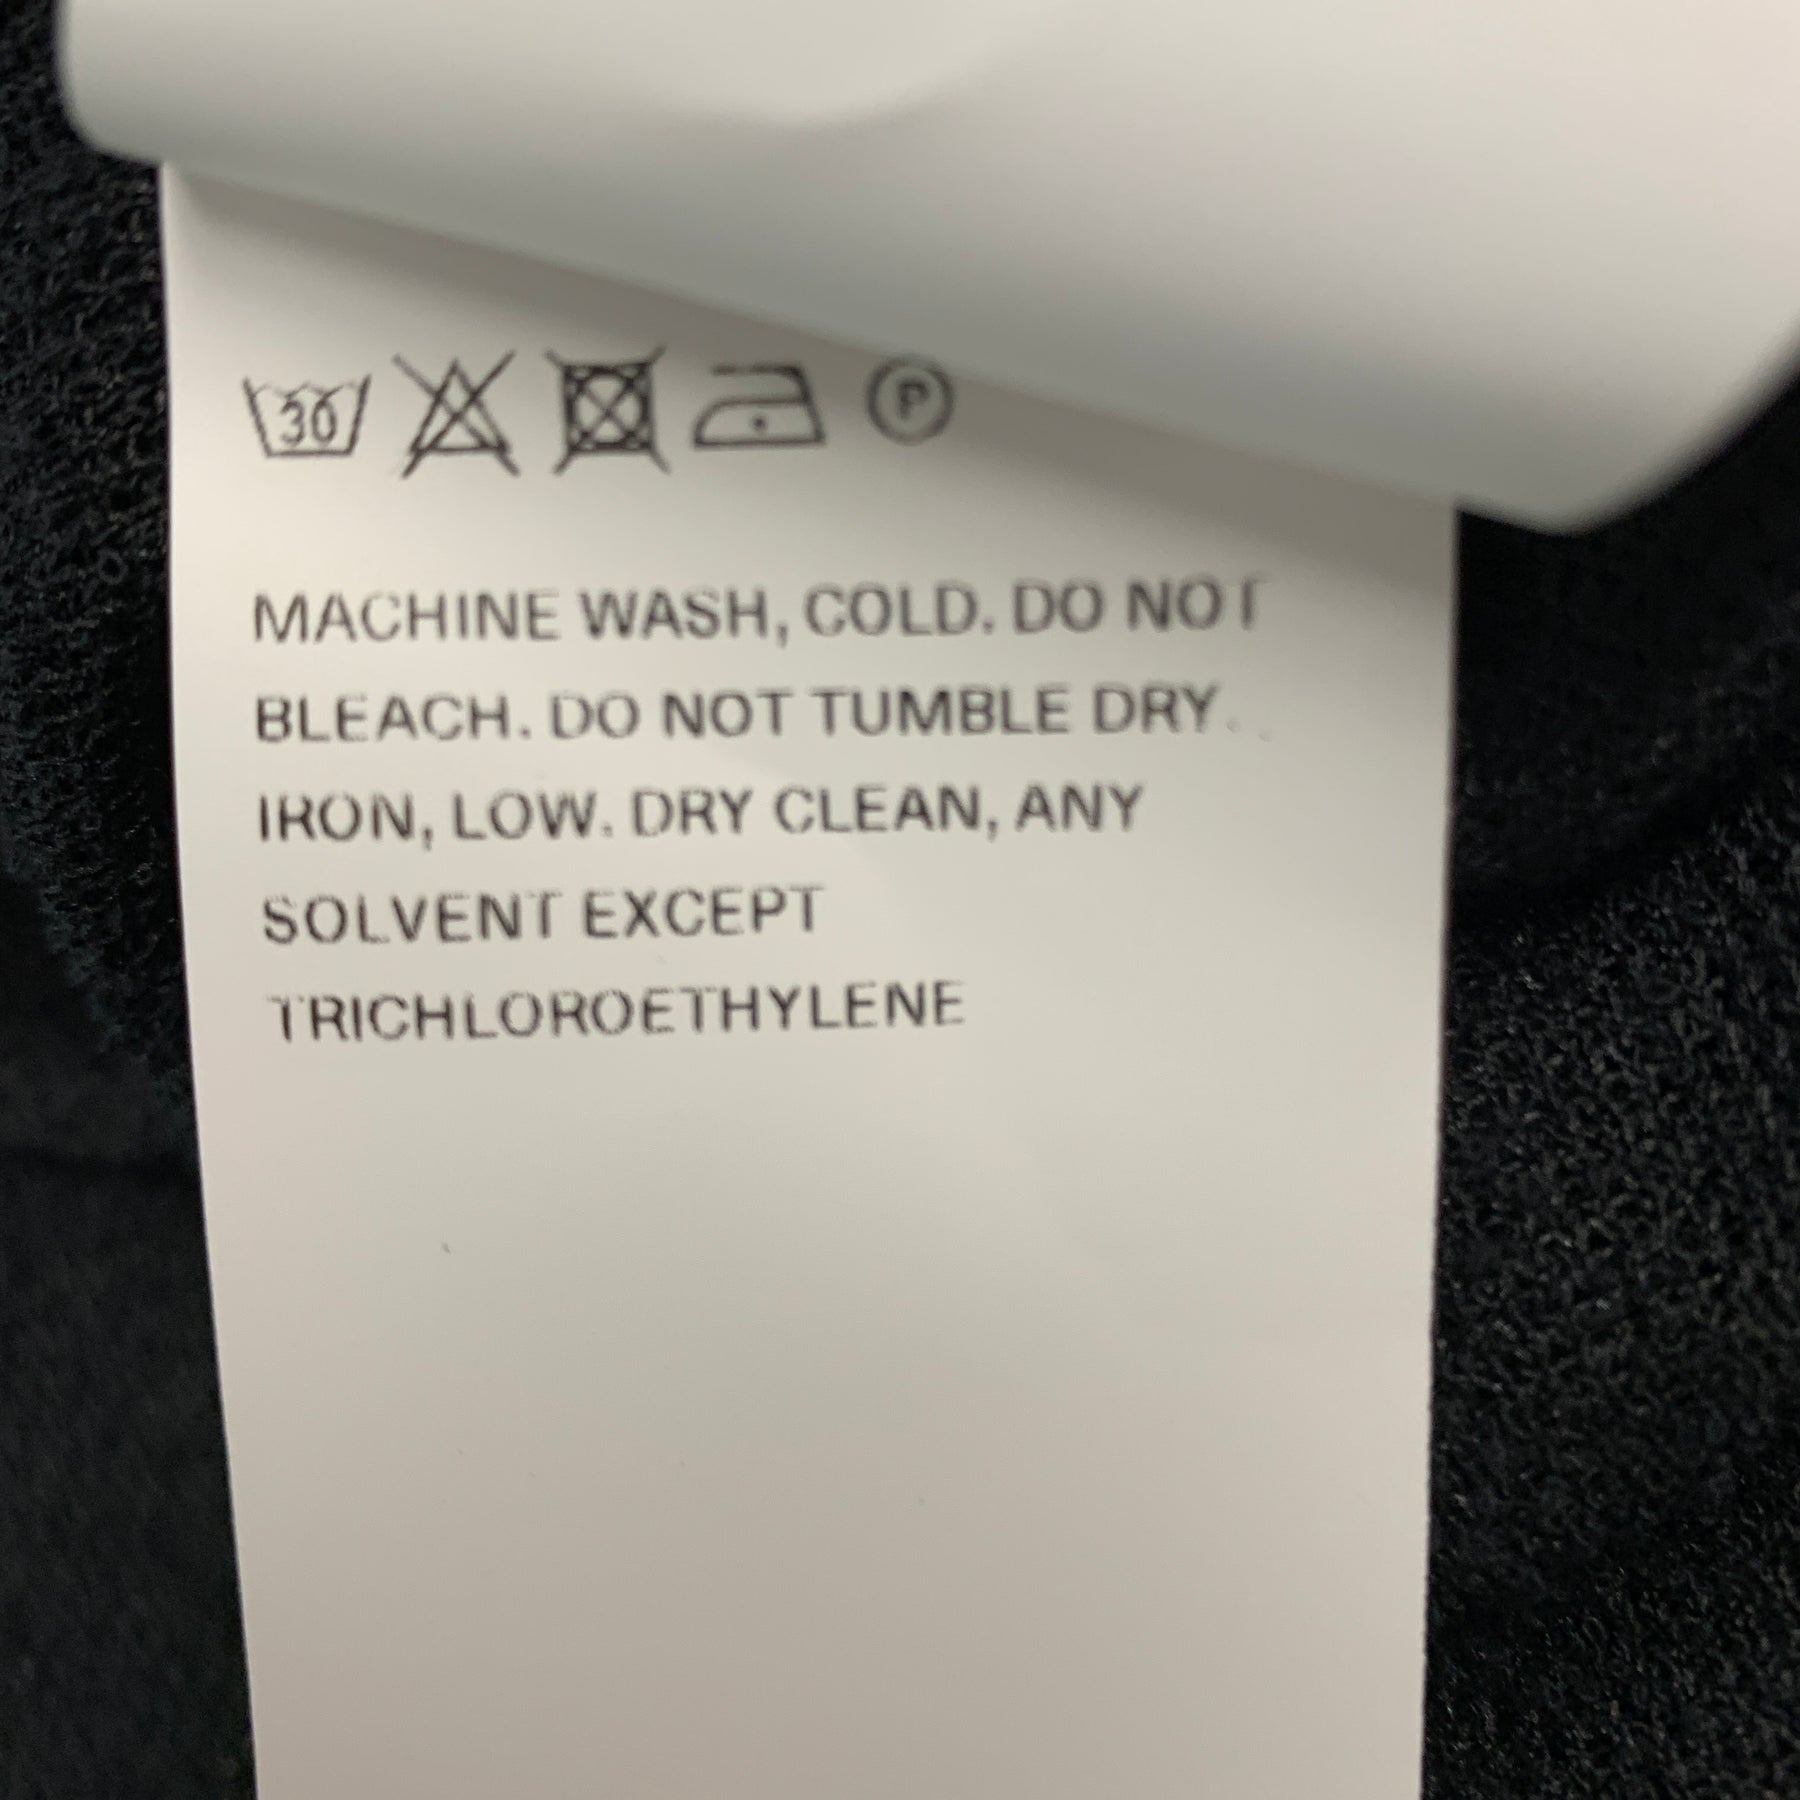 30 P
MACHINE WASH, COLD. DO NOT
BLEACH. DO NOT TUMBLE DRY.
IRON, LOW. DRY CLEAN, ANY
SOLVENT EXCEPT
TRICHLOROETHYLENE